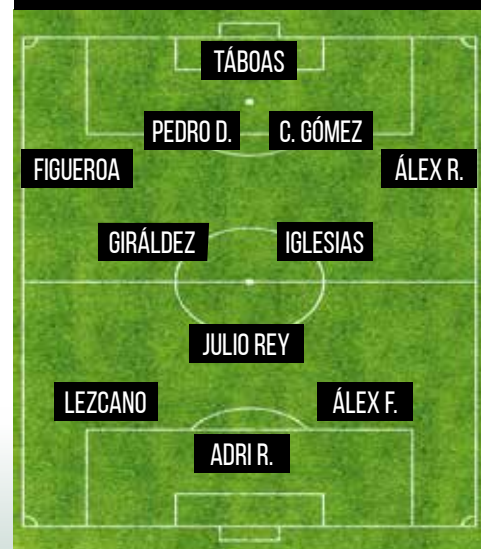 TÁBOAS
PEDRO D.
C. GÓMEZ
FIGUEROA
ÁLEX R.
GIRÁLDEZ
IGLESIAS
JULIO REY
LEZCANO
ÁLEX F.
ADRI R.